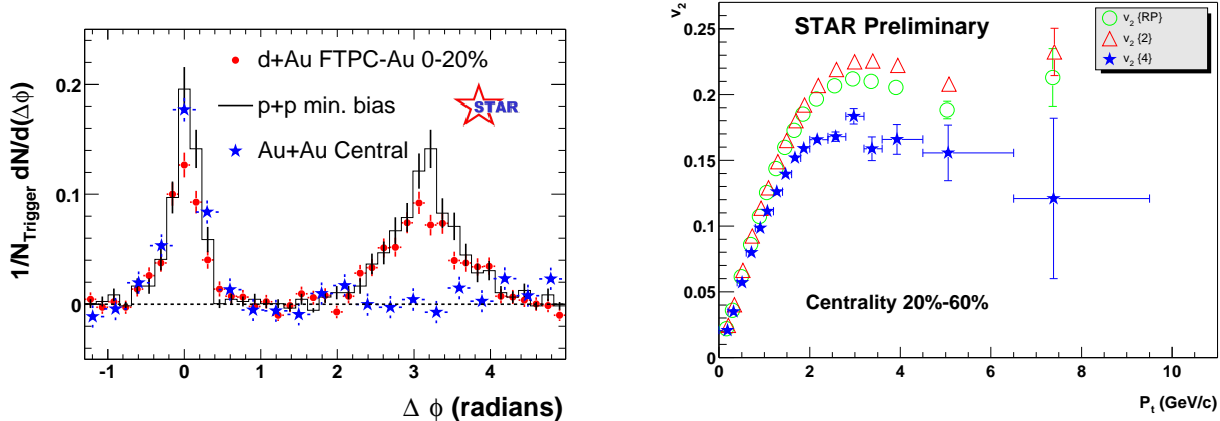 1/N_Trigger dN/d(Δϕ)
0.2
0.1
0
d+Au FTPC-Au 0-20%
p+p min. bias
Au+Au Central
STAR
-1 0 1 2 3 4
Δ ϕ (radians)
v_2
0.25
0.2
0.15
0.1
0.05
0
STAR Preliminary
v_2 {RP}
v_2 {2}
v_2 {4}
Centrality 20%-60%
0 2 4 6 8 10
P_t (GeV/c)